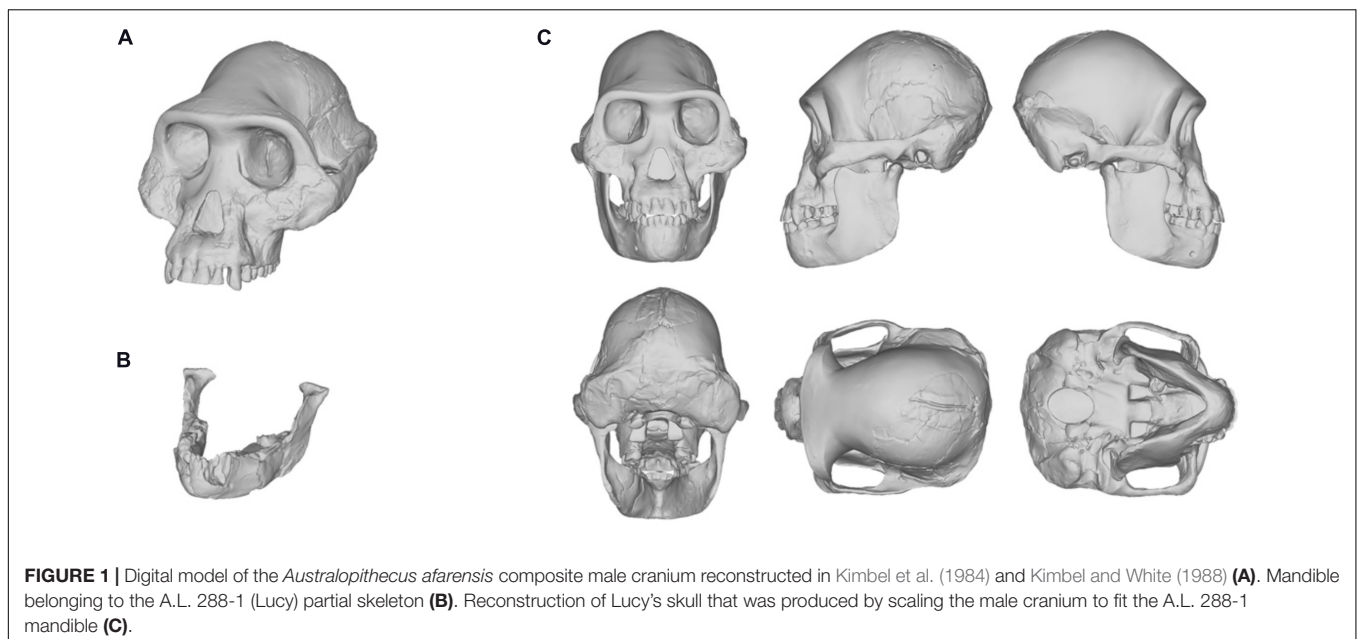 A
C
B
FIGURE 1 | Digital model of the Australopithecus afarensis composite male cranium reconstructed in Kimbel et al. (1984) and Kimbel and White (1988) (A). Mandible
belonging to the A.L. 288-1 (Lucy) partial skeleton (B). Reconstruction of Lucy's skull that was produced by scaling the male cranium to fit the A.L. 288-1
mandible (C).